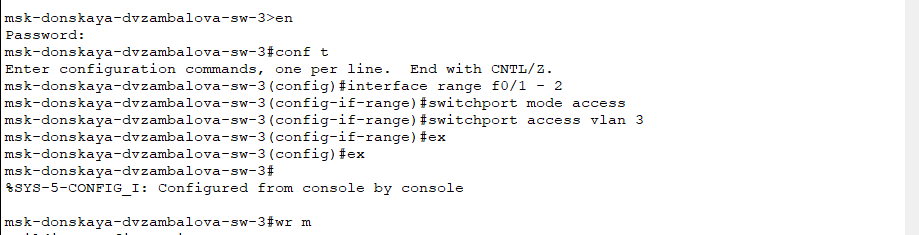 msk-donskaya-dvzambalova-sw-3>en
Password:
msk-donskaya-dvzambalova-sw-3#conf t
Enter configuration commands, one per line.  End with CNTL/Z.
msk-donskaya-dvzambalova-sw-3(config)#interface range f0/1 - 2
msk-donskaya-dvzambalova-sw-3(config-if-range)#switchport mode access
msk-donskaya-dvzambalova-sw-3(config-if-range)#switchport access vlan 3
msk-donskaya-dvzambalova-sw-3(config-if-range)#ex
msk-donskaya-dvzambalova-sw-3(config)#ex
msk-donskaya-dvzambalova-sw-3#
%SYS-5-CONFIG_I: Configured from console by console
msk-donskaya-dvzambalova-sw-3#wr m